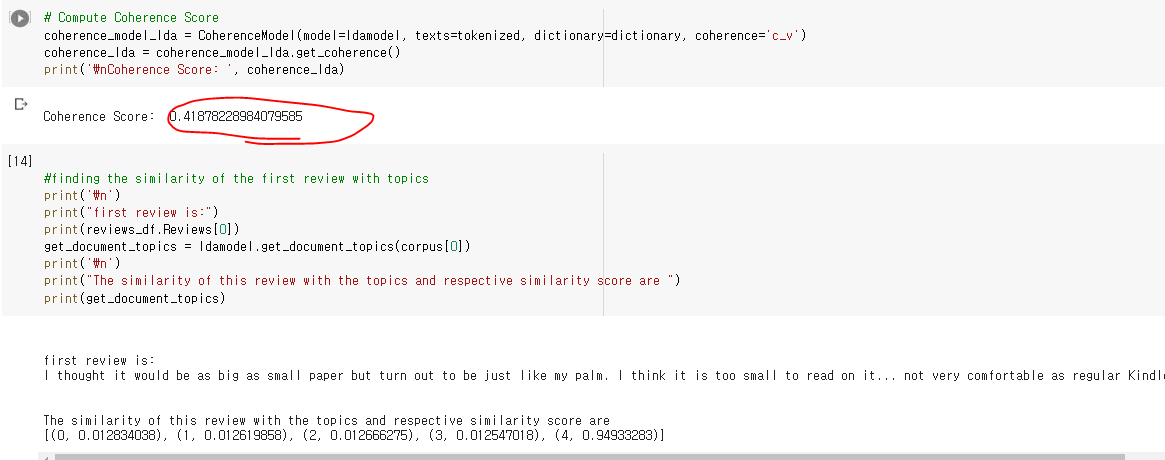 # Compute Coherence Score
coherence_model_lda = CoherenceModel(model=ldamodel, texts=tokenized, dictionary=dictionary, coherence='c_v')
coherence_lda = coherence_model_lda.get_coherence()
print('₩nCoherence Score: ', coherence_lda)
Coherence Score: 0.41878228984079585
[14]
#finding the similarity of the first review with topics
print('₩n')
print("first review is:")
print(reviews_df.Reviews[0])
get_document_topics = ldamodel.get_document_topics(corpus[0])
print('₩n')
print("The similarity of this review with the topics and respective similarity score are ")
print(get_document_topics)
first review is:
I thought it would be as big as small paper but turn out to be just like my palm. I think it is too small to read on it... not very comfortable as regular Kindl
The similarity of this review with the topics and respective similarity score are
[(0, 0.012834038), (1, 0.012619858), (2, 0.012666275), (3, 0.012547018), (4, 0.94933283)]